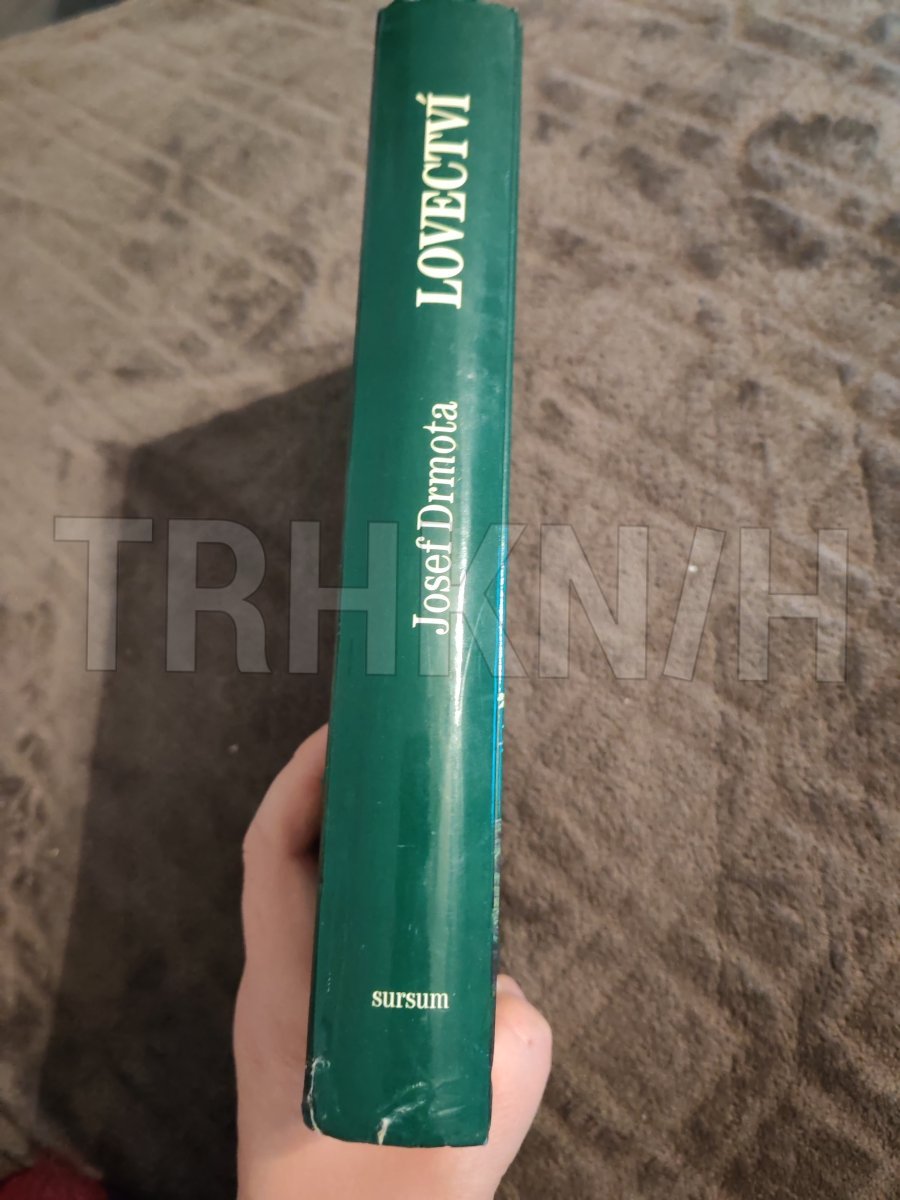 LOVECTVÍ
Josef Drmota
sursum
TRHKNIH